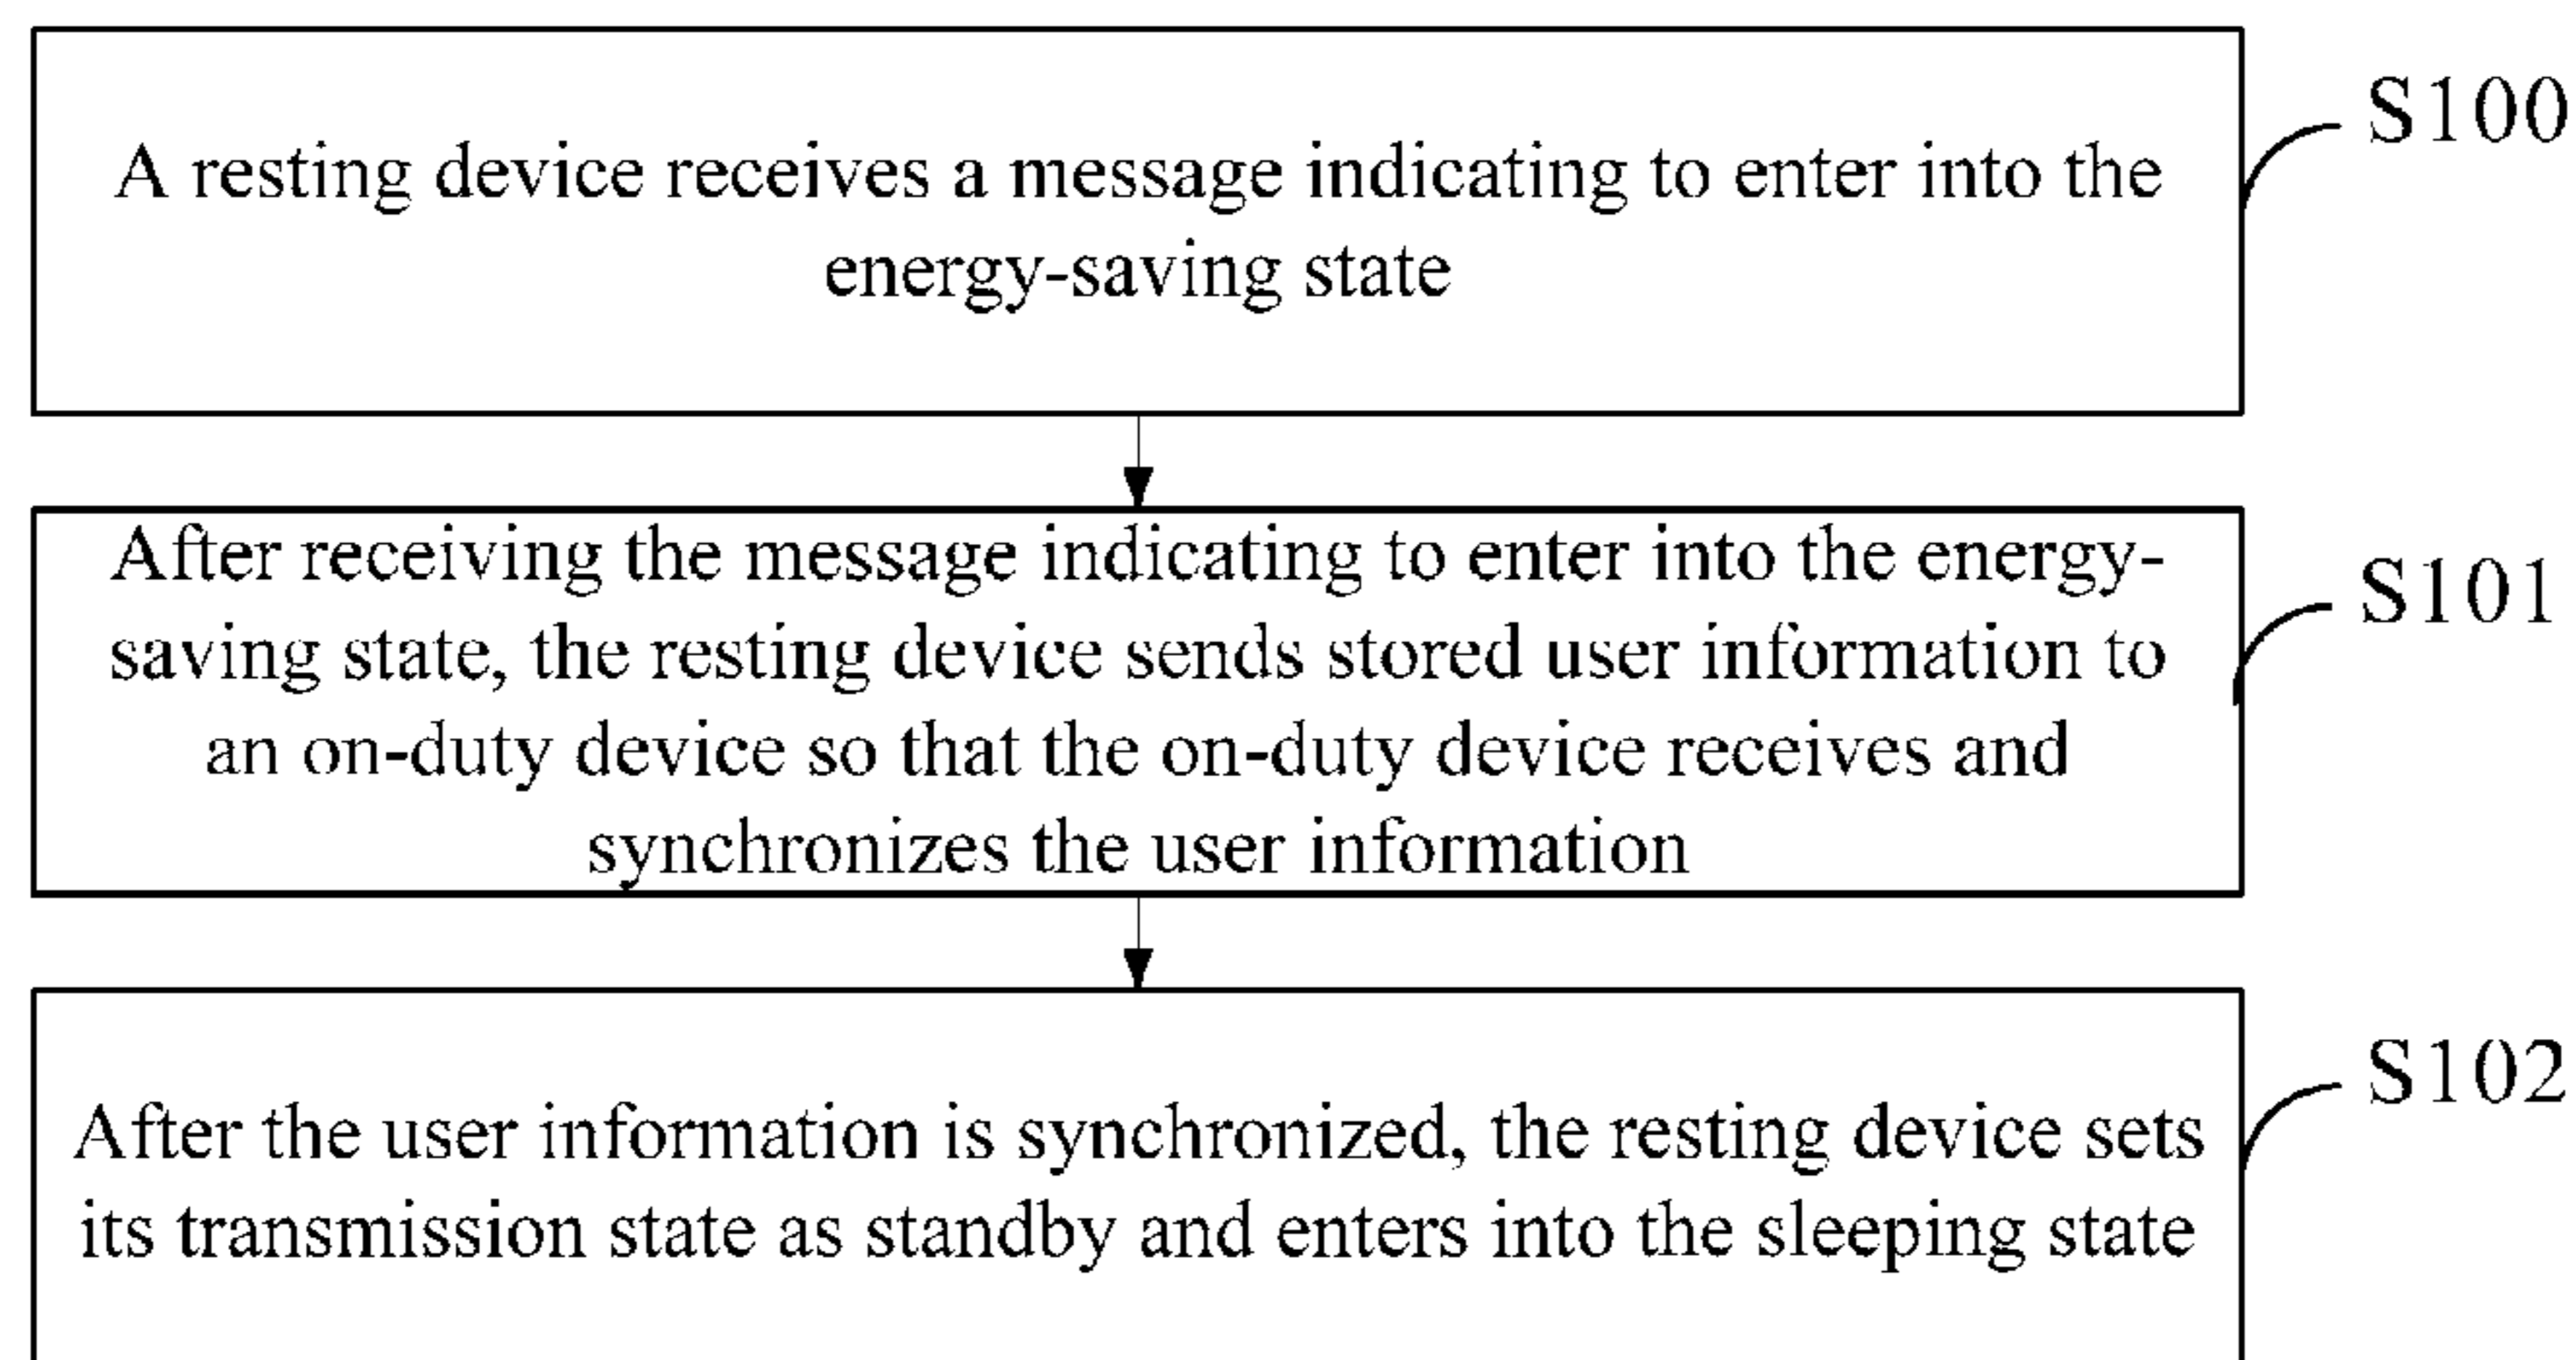 A resting device receives a message indicating to enter into the
energy-saving state
S100
After receiving the message indicating to enter into the energy-
saving state, the resting device sends stored user information to
an on-duty device so that the on-duty device receives and
synchronizes the user information
S101
After the user information is synchronized, the resting device sets
its transmission state as standby and enters into the sleeping state
S102